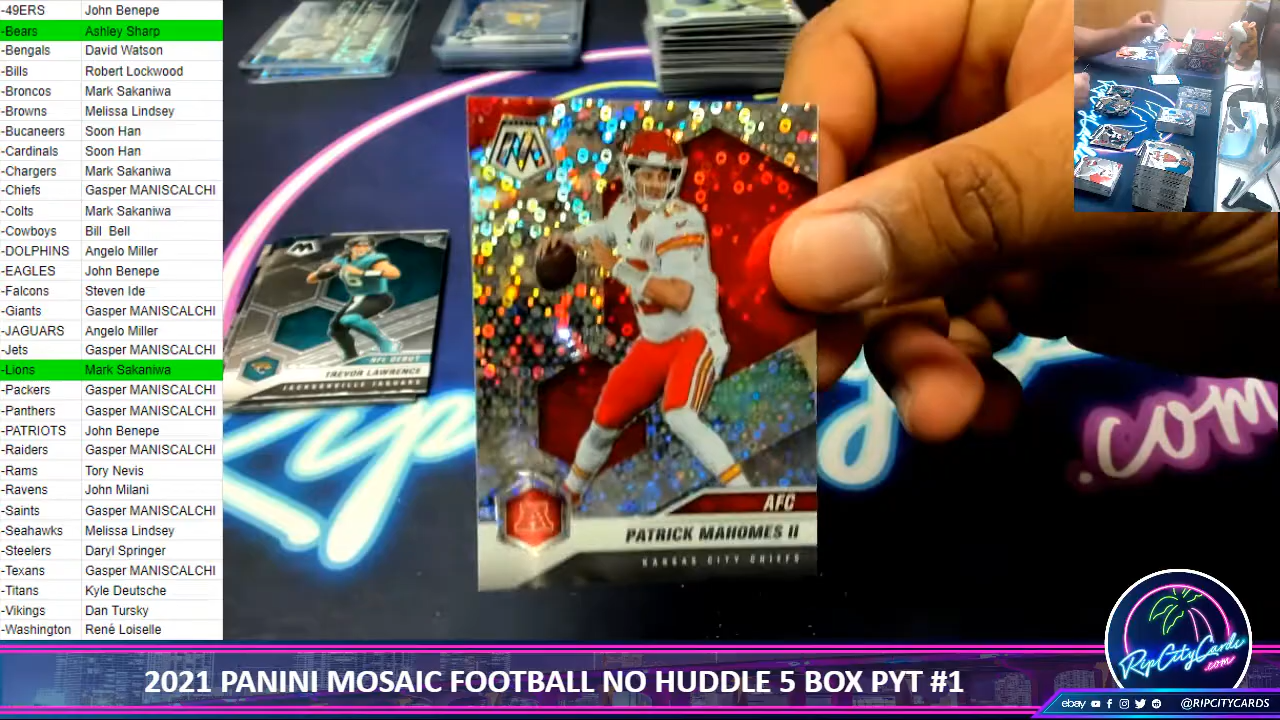 -49ERS John Benepe
-Bears Ashley Sharp
-Bengals David Watson
-Bills Robert Lockwood
-Broncos Mark Sakaniwa
-Browns Melissa Lindsey
-Bucaneers Soon Han
-Cardinals Soon Han
-Chargers Mark Sakaniwa
-Chiefs Gasper MANISCALCHI
-Colts Mark Sakaniwa
-Cowboys Bill Bell
-DOLPHINS Angelo Miller
-EAGLES John Benepe
-Falcons Steven Ide
-Giants Gasper MANISCALCHI
-JAGUARS Angelo Miller
-Jets Gasper MANISCALCHI
-Lions Mark Sakaniwa
-Packers Gasper MANISCALCHI
-Panthers Gasper MANISCALCHI
-PATRIOTS John Benepe
-Raiders Gasper MANISCALCHI
-Rams Tory Nevis
-Ravens John Milani
-Saints Gasper MANISCALCHI
-Seahawks Melissa Lindsey
-Steelers Daryl Springer
-Texans Gasper MANISCALCHI
-Titans Kyle Deutsche
-Vikings Dan Tursky
-Washington René Loiselle
NFL DEBUT
TREVOR LAWRENCE
JACKSONVILLE JAGUARS
A
AFC
PATRICK MAHOMES II
KANSAS CITY CHIEFS
.com
RipCityCards
.com
2021 PANINI MOSAIC FOOTBALL NO HUDDLE 5 BOX PYT #1
ebay @RIPCITYCARDS